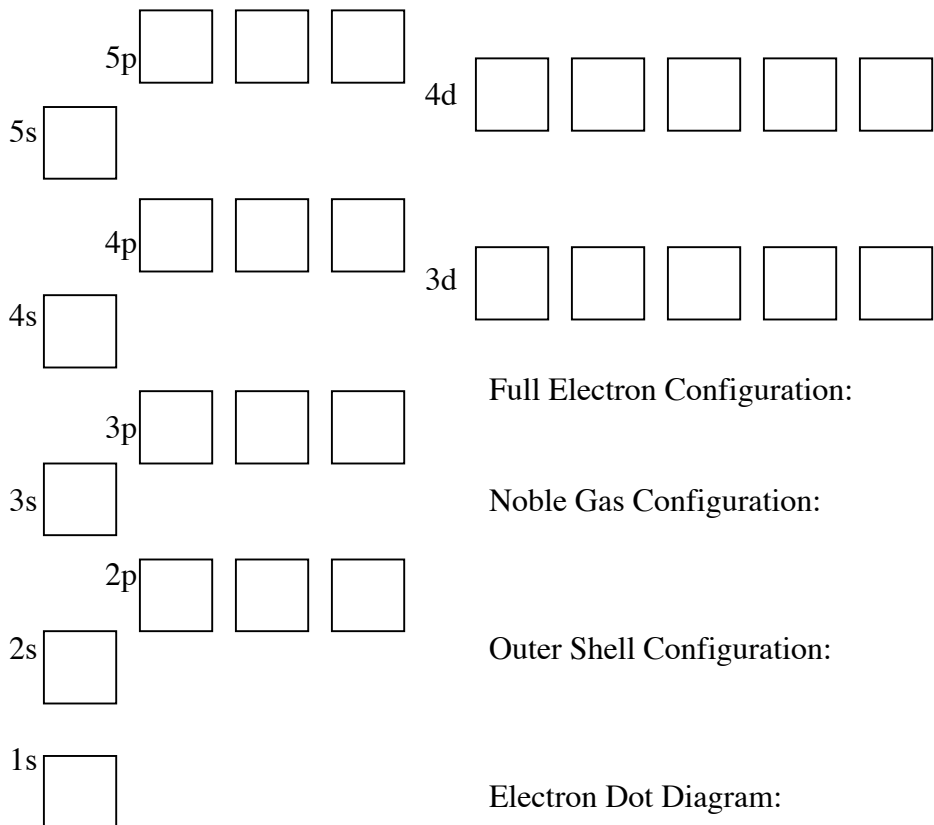 5p
4d
5s
4p
3d
4s
Full Electron Configuration:
3p
3s
Noble Gas Configuration:
2p
2s
Outer Shell Configuration:
1s
Electron Dot Diagram: